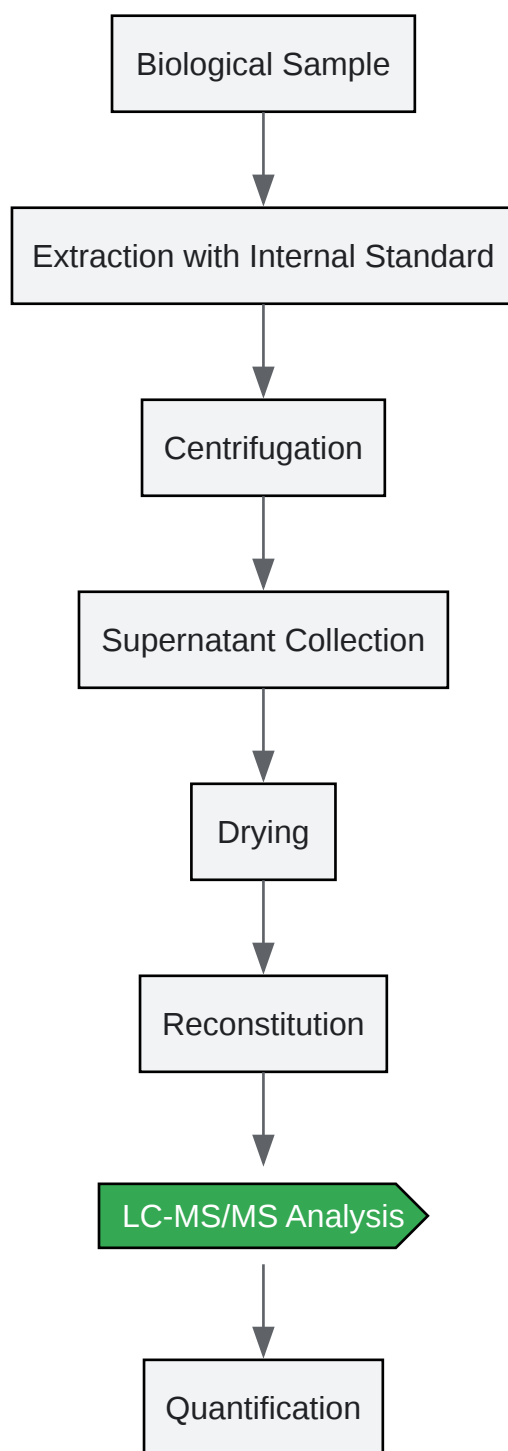 Biological Sample
Extraction with Internal Standard
Centrifugation
Supernatant Collection
Drying
Reconstitution
LC-MS/MS Analysis
Quantification